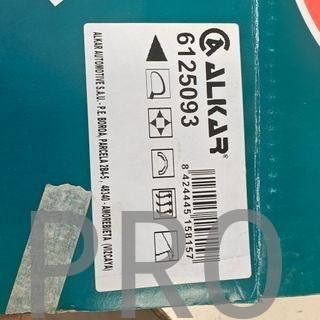 ALKAR®
6125093
8 424445 158157
ALKAR AUTOMOTIVE S.A.U. - P.E. BOROA, PARCELA 2B4-5, 48340 - AMOREBIETA (VIZCAYA)
PRO